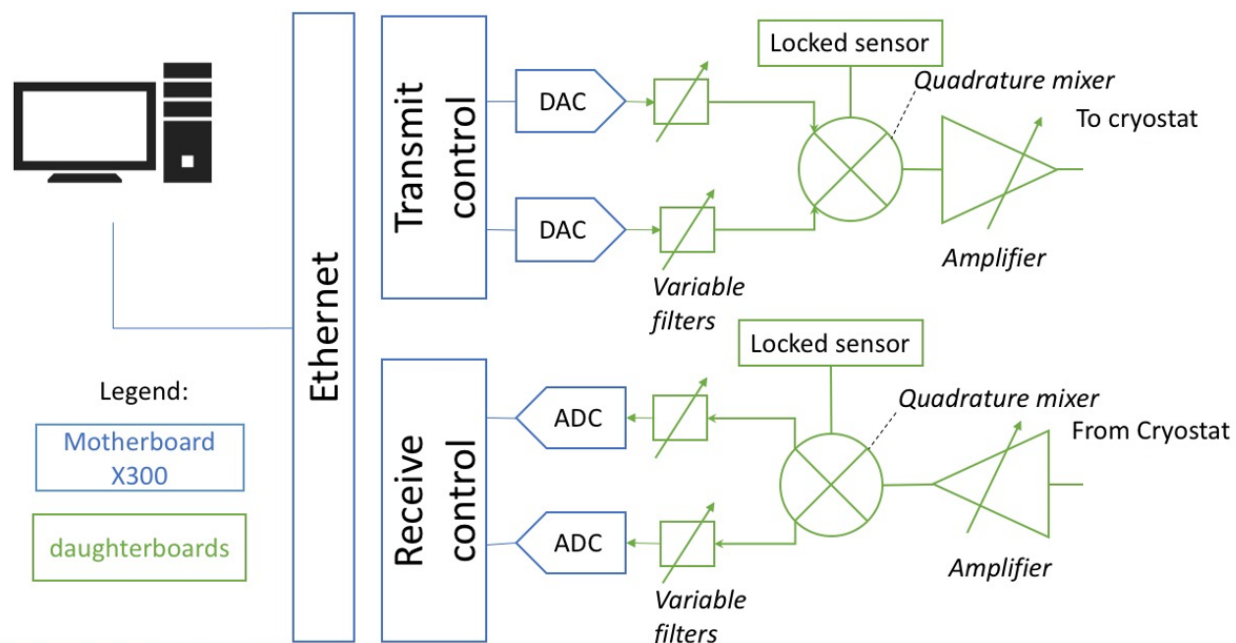 Locked sensor
Quadrature mixer
To cryostat
DAC
DAC
Transmit
control
Variable
filters
Amplifier
Ethernet
Legend:
Motherboard
X300
daughterboards
Locked sensor
Quadrature mixer
From Cryostat
ADC
ADC
Receive
control
Variable
filters
Amplifier